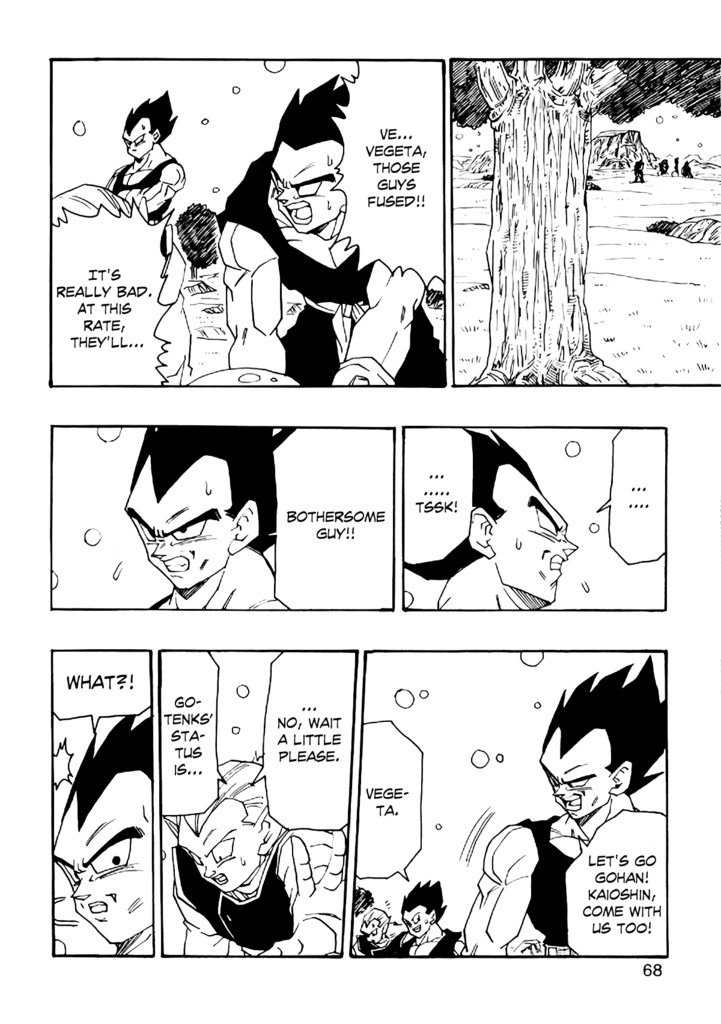 VE...
VEGETA,
THOSE
GUYS
FUSED!!
IT'S
REALLY BAD.
AT THIS
RATE,
THEY'LL...
...
....
...
.....
TSSK!
BOTHERSOME
GUY!!
LET'S GO
GOHAN!
KAIOSHIN,
COME WITH
US TOO!
VEGE-
TA.
...
NO, WAIT
A LITTLE
PLEASE.
GO-
TENKS'
STA-
TUS
IS...
WHAT?!
68